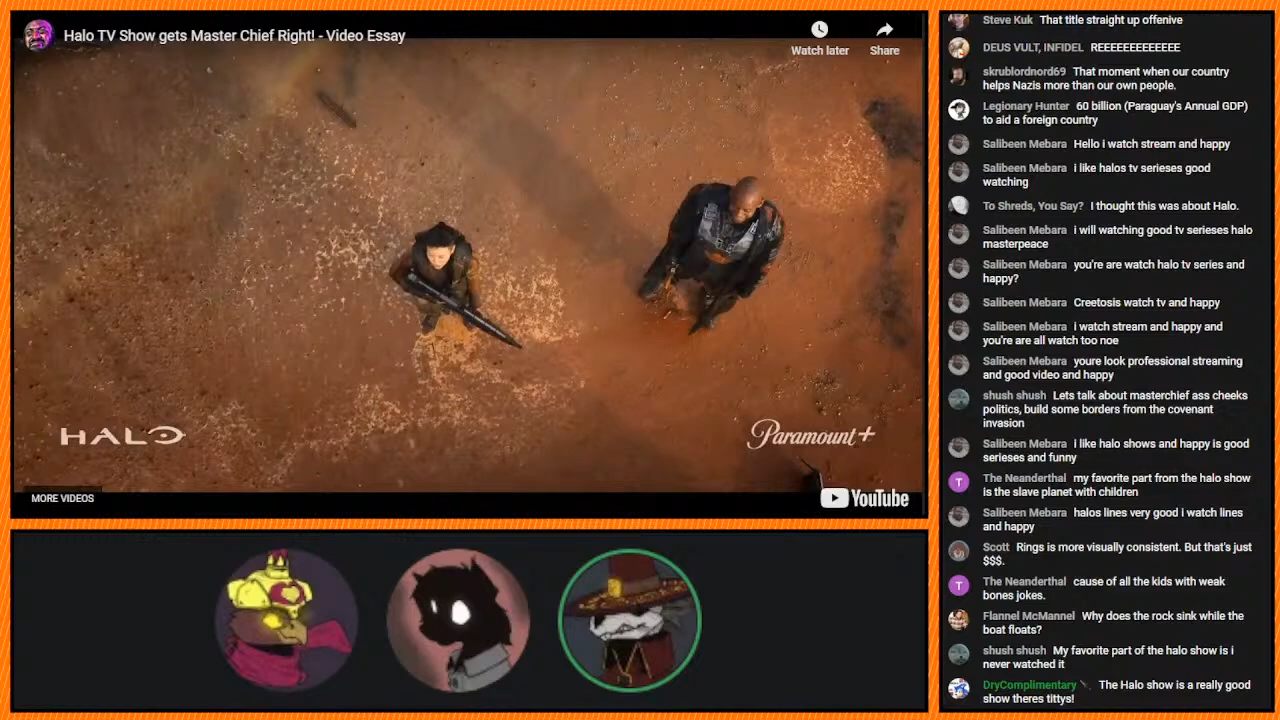 Halo TV Show gets Master Chief Right! - Video Essay
Watch later
Share
HALO
Paramount+
MORE VIDEOS
YouTube
Steve Kuk That title straight up offenive
DEUS VULT, INFIDEL REEEEEEEEEEEEE
skrublordnord69 That moment when our country
helps Nazis more than our own people.
Legionary Hunter 60 billion (Paraguay's Annual GDP)
to aid a foreign country
Salibeen Mebara Hello i watch stream and happy
Salibeen Mebara i like halos tv serieses good
watching
To Shreds, You Say? I thought this was about Halo.
Salibeen Mebara i will watching good tv serieses halo
masterpeace
Salibeen Mebara you're are watch halo tv series and
happy?
Salibeen Mebara Creetosis watch tv and happy
Salibeen Mebara i watch stream and happy and
you're are all watch too noe
Salibeen Mebara youre look professional streaming
and good video and happy
shush shush Lets talk about masterchief ass cheeks
politics, build some borders from the covenant
invasion
Salibeen Mebara i like halo shows and happy is good
serieses and funny
T The Neanderthal my favorite part from the halo show
is the slave planet with children
Salibeen Mebara halos lines very good i watch lines
and happy
Scott Rings is more visually consistent. But that's just
$$$.
T The Neanderthal cause of all the kids with weak
bones jokes.
Flannel McMannel Why does the rock sink while the
boat floats?
shush shush My favorite part of the halo show is i
never watched it
DryComplimentary The Halo show is a really good
show theres tittys!